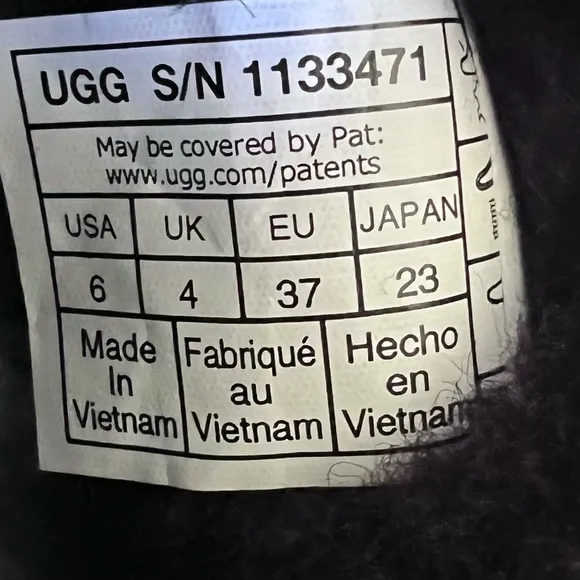 UGG S/N 1133471
May be covered by Pat:
www.ugg.com/patents
USA UK EU JAPAN
6 4 37 23
Made Fabriqué Hecho
In au en
Vietnam Vietnam Vietnam